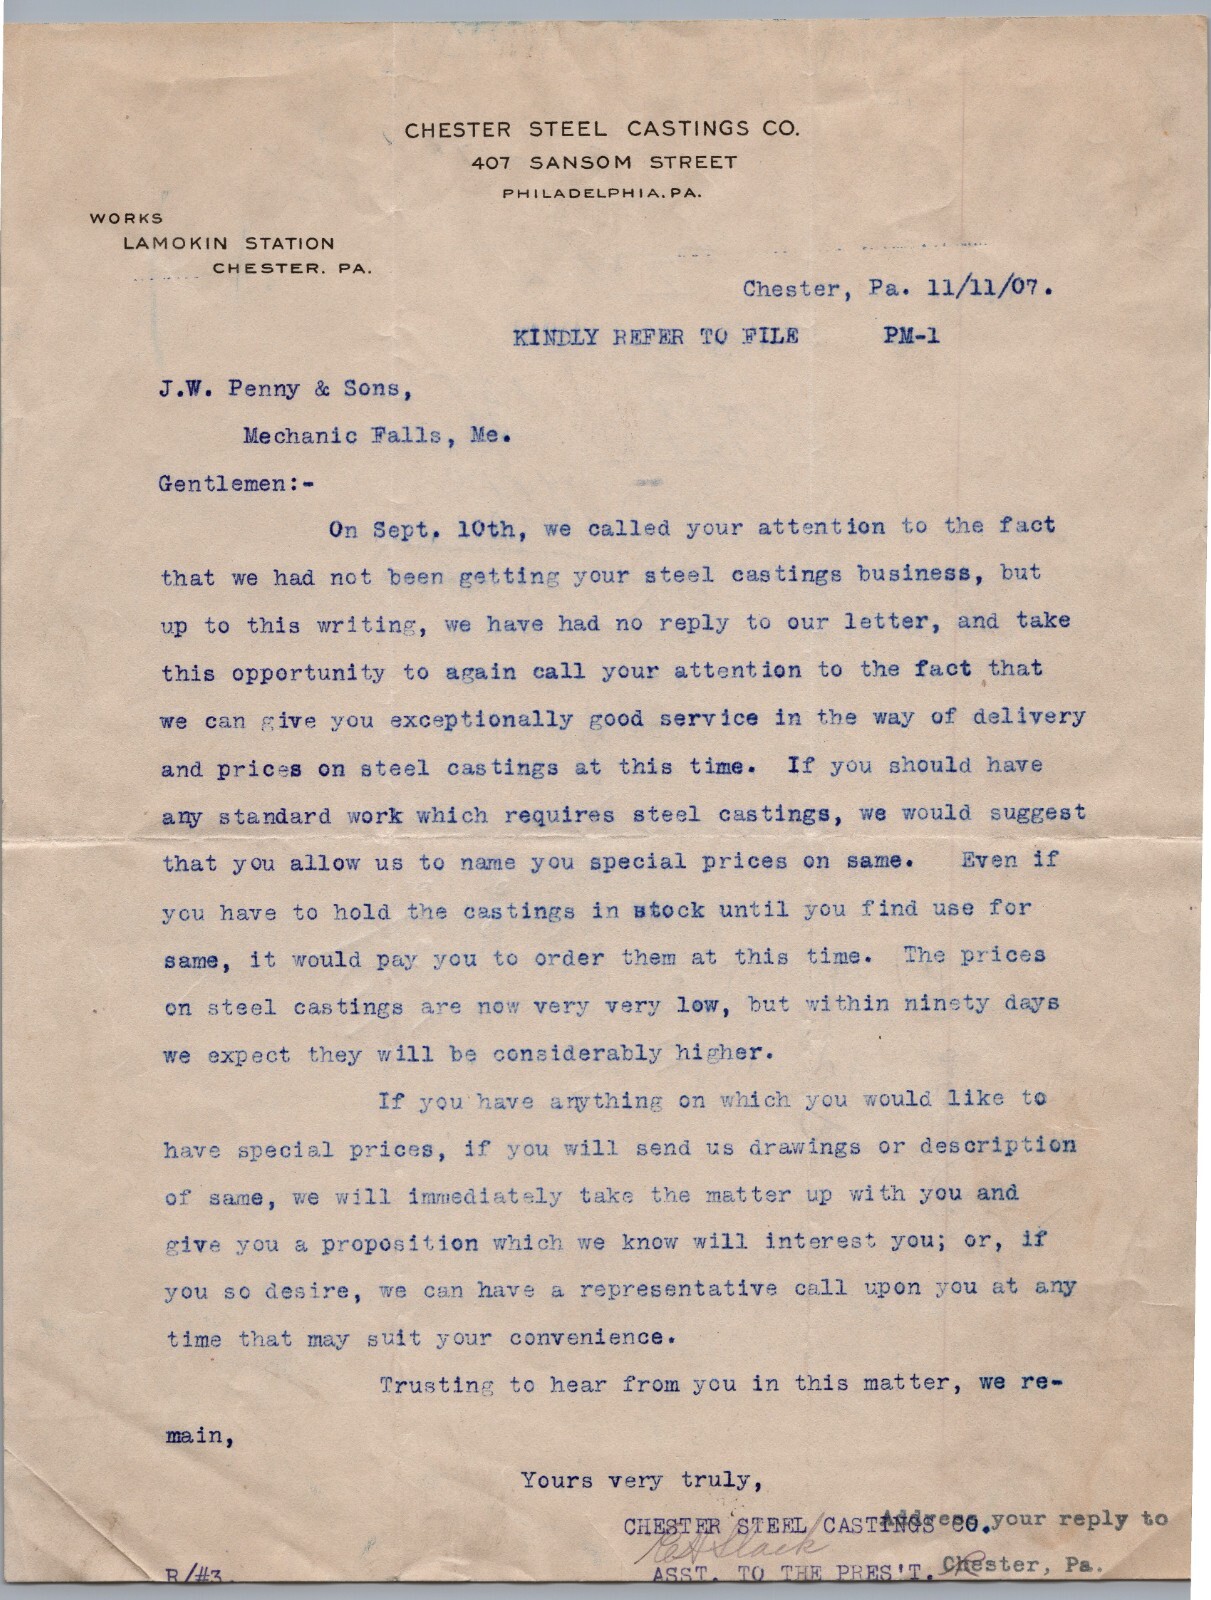 CHESTER STEEL CASTINGS CO.
407 SANSOM STREET
PHILADELPHIA. PA.
WORKS
LAMOKIN STATION
CHESTER. PA.
Chester, Pa. 11/11/07.
KINDLY REFER TO FILE PM-1
J.W. Penny & Sons,
Mechanic Falls, Me.
Gentlemen:-
On Sept. 10th, we called your attention to the fact
that we had not been getting your steel castings business, but
up to this writing, we have had no reply to our letter, and take
this opportunity to again call your attention to the fact that
we can give you exceptionally good service in the way of delivery
and prices on steel castings at this time. If you should have
any standard work which requires steel castings, we would suggest
that you allow us to name you special prices on same. Even if
you have to hold the castings in stock until you find use for
same, it would pay you to order them at this time. The prices
on steel castings are now very very low, but within ninety days
we expect they will be considerably higher.
If you have anything on which you would like to
have special prices, if you will send us drawings or description
of same, we will immediately take the matter up with you and
give you a proposition which we know will interest you; or, if
you so desire, we can have a representative call upon you at any
time that may suit your convenience.
Trusting to hear from you in this matter, we re-
main,
Yours very truly,
CHESTER STEEL CASTINGS CO.
Address your reply to
Slack
ASST. TO THE PRES'T.
Chester, Pa.
R/#3.